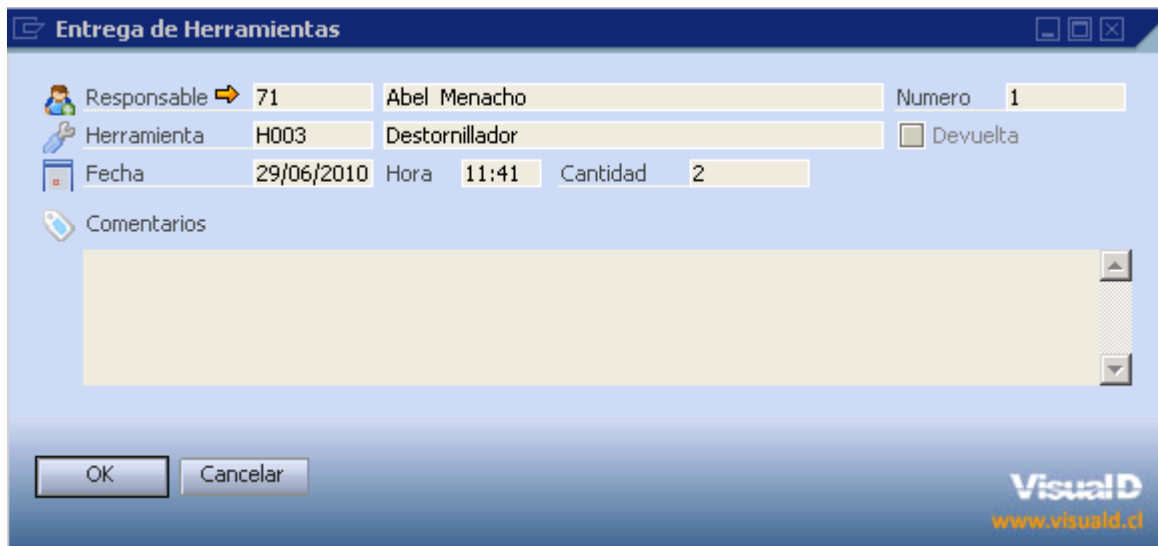 Entrega de Herramientas
Responsable 71 Abel Menacho Numero 1
Herramienta H003 Destornillador Devuelta
Fecha 29/06/2010 Hora 11:41 Cantidad 2
Comentarios
OK Cancelar
VisualD
www.visuald.cl